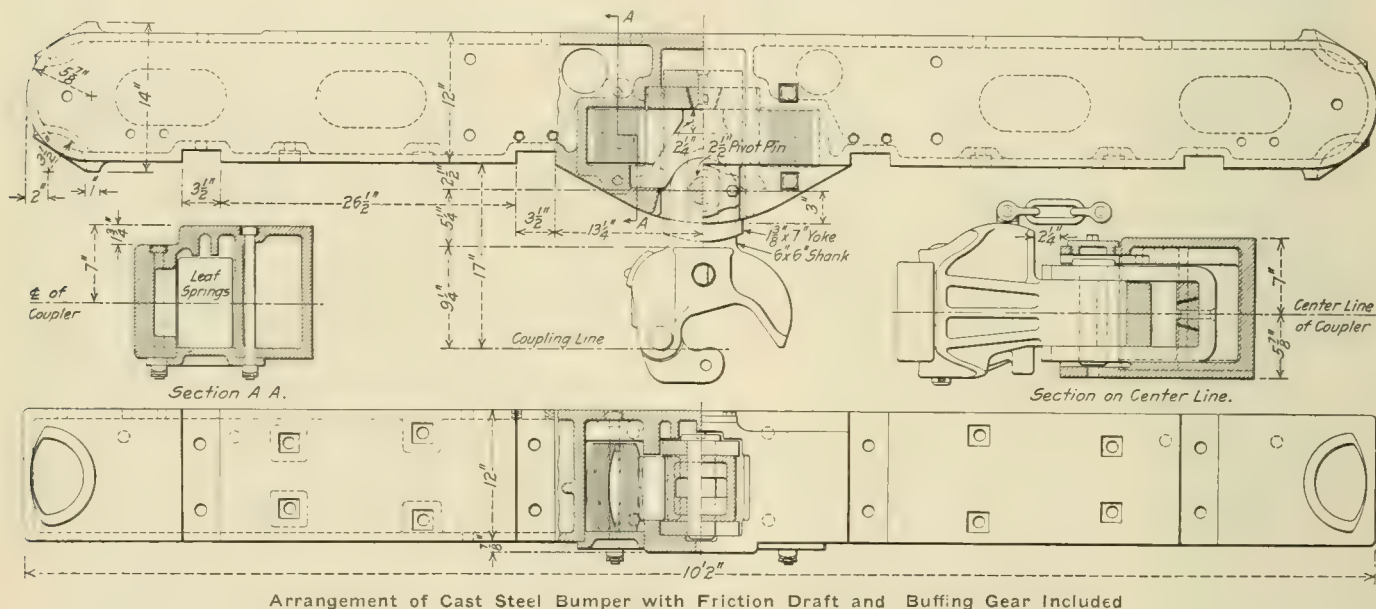 A
5 7/8"
14"
12"
3 1/2"
2"
1"
3 1/2"
26 1/2"
3 1/2"
13 1/4"
A
2 1/2"
5 1/4"
9 1/4"
17"
2 1/4"
2 1/2" Pivot Pin
3"
1 3/8" x 7" Yoke
6" x 6" Shank
Coupling Line
1 3/4"
7"
℄ of
Coupler
Leaf
Springs
Section A A.
2 1/4"
7"
5 7/8"
Center Line
of Coupler
Section on Center Line.
12"
7/8"
10'2"
Arrangement of Cast Steel Bumper with Friction Draft and Buffing Gear Included